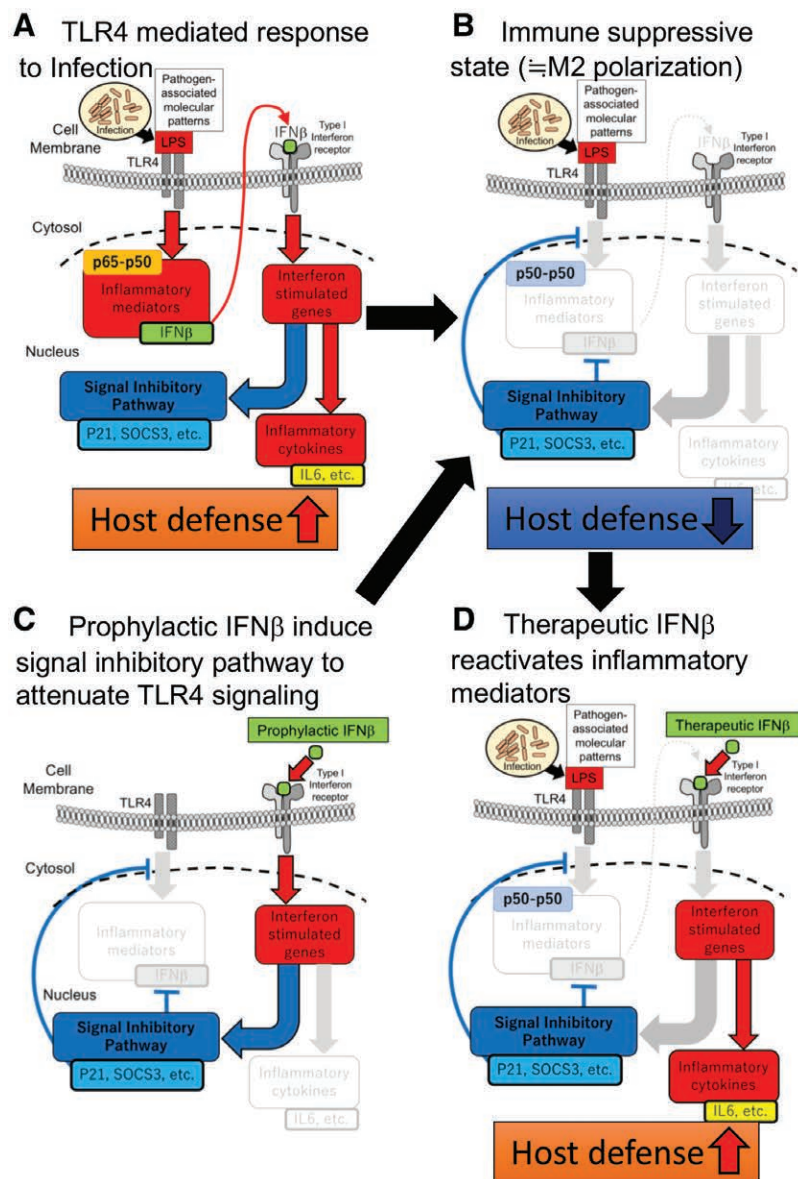 A TLR4 mediated response
to Infection
Pathogen-
associated
molecular
patterns
Infection
LPS
Cell
Membrane
TLR4
IFNβ
Type I
Interferon
receptor
Cytosol
p65-p50
Inflammatory
mediators
IFNβ
Interferon
stimulated
genes
Nucleus
Signal Inhibitory
Pathway
P21, SOCS3, etc.
Inflammatory
cytokines
IL6, etc.
Host defense
B Immune suppressive
state (≒M2 polarization)
Pathogen-
associated
molecular
patterns
Infection
LPS
TLR4
IFNβ
Type I
Interferon
receptor
p50-p50
Inflammatory
mediators
IFNβ
Interferon
stimulated
genes
Signal Inhibitory
Pathway
P21, SOCS3, etc.
Inflammatory
cytokines
IL6, etc.
Host defense
C Prophylactic IFNβ induce
signal inhibitory pathway to
attenuate TLR4 signaling
Prophylactic IFNβ
Cell
Membrane
TLR4
Type I
Interferon
receptor
Cytosol
Inflammatory
mediators
IFNβ
Interferon
stimulated
genes
Nucleus
Signal Inhibitory
Pathway
P21, SOCS3, etc.
Inflammatory
cytokines
IL6, etc.
D Therapeutic IFNβ
reactivates inflammatory
mediators
Pathogen-
associated
molecular
patterns
Therapeutic IFNβ
Infection
LPS
TLR4
Type I
Interferon
receptor
p50-p50
Inflammatory
mediators
IFNβ
Interferon
stimulated
genes
Signal Inhibitory
Pathway
P21, SOCS3, etc.
Inflammatory
cytokines
IL6, etc.
Host defense